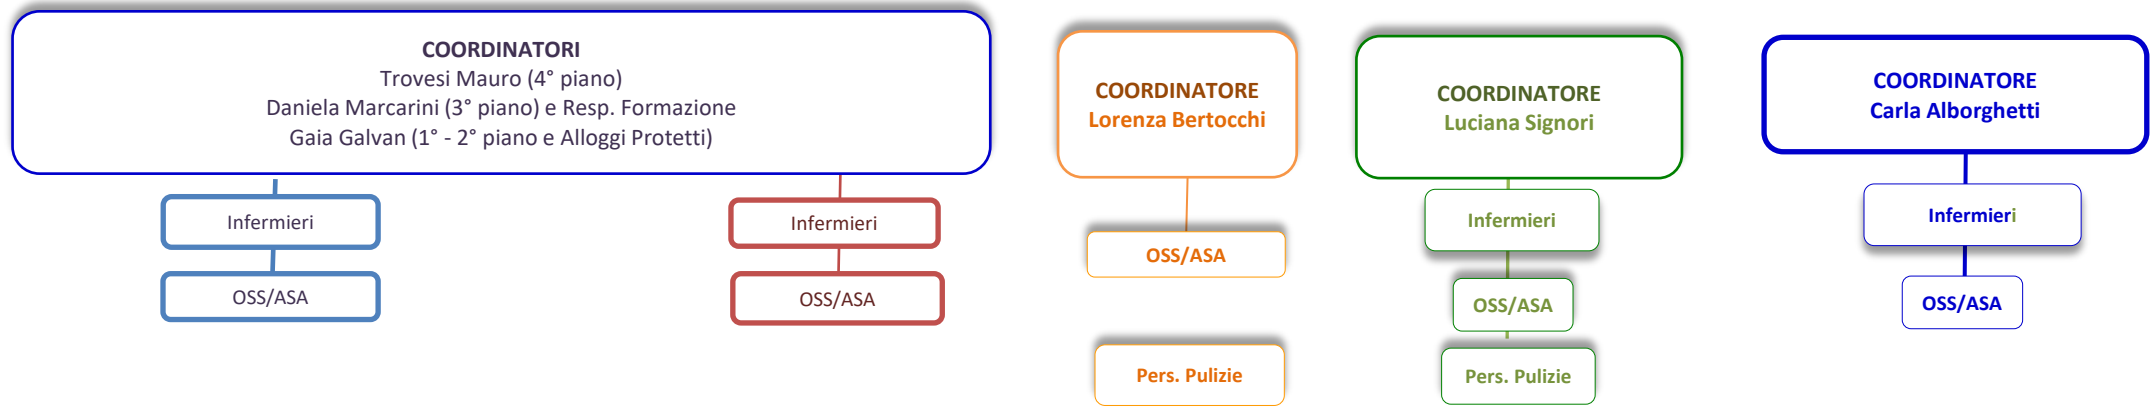 COORDINATORI
Trovesi Mauro (4° piano)
Daniela Marcarini (3° piano) e Resp. Formazione
Gaia Galvan (1° - 2° piano e Alloggi Protetti)
Infermieri
OSS/ASA
Infermieri
OSS/ASA
COORDINATORE
Lorenza Bertocchi
OSS/ASA
Pers. Pulizie
COORDINATORE
Luciana Signori
Infermieri
OSS/ASA
Pers. Pulizie
COORDINATORE
Carla Alborghetti
Infermieri
OSS/ASA